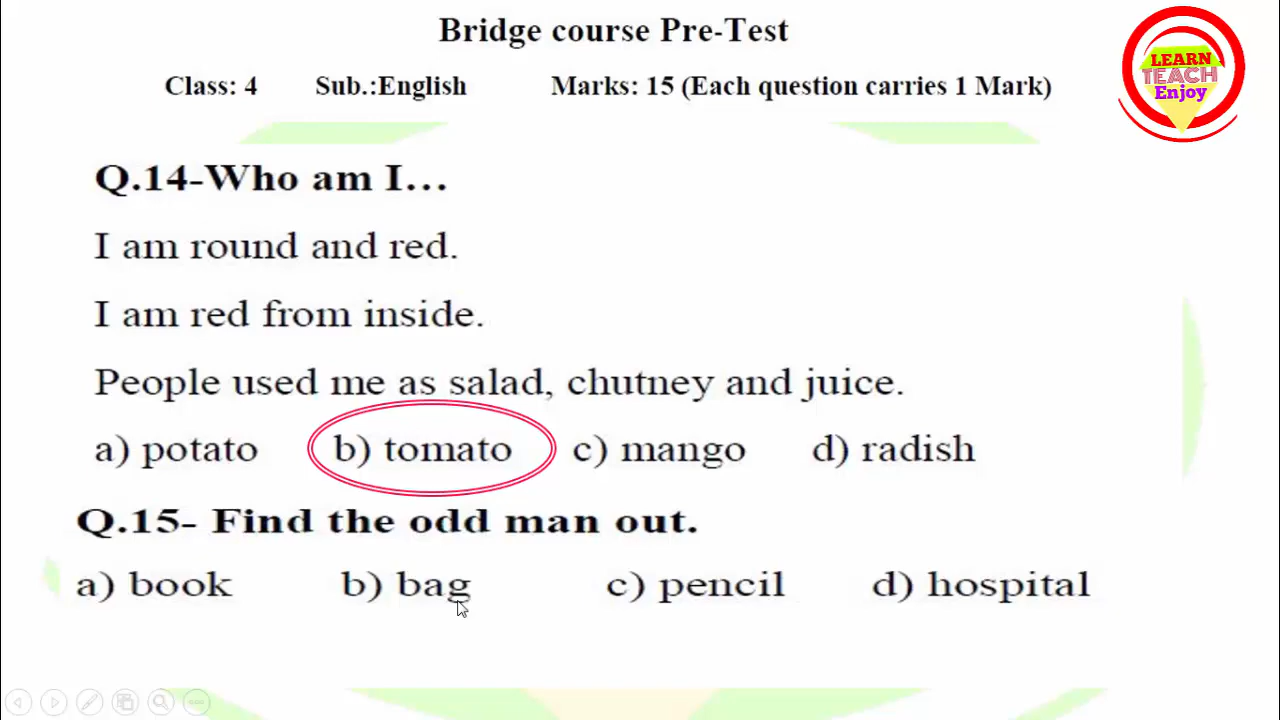 Bridge course Pre-Test
Class: 4 Sub.:English Marks: 15 (Each question carries 1 Mark)
LEARN
TEACH
Enjoy
Q.14-Who am I...
I am round and red.
I am red from inside.
People used me as salad, chutney and juice.
a) potato b) tomato c) mango d) radish
Q.15- Find the odd man out.
a) book b) bag c) pencil d) hospital